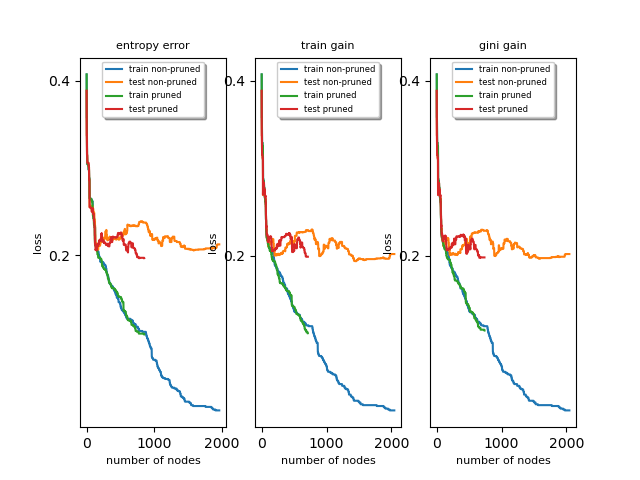 entropy error
train gain
gini gain
train non-pruned
test non-pruned
train pruned
test pruned
train non-pruned
test non-pruned
train pruned
test pruned
train non-pruned
test non-pruned
train pruned
test pruned
0.4
0.2
loss
0.4
0.2
loss
0.4
0.2
loss
0 1000 2000
0 1000 2000
0 1000 2000
number of nodes
number of nodes
number of nodes